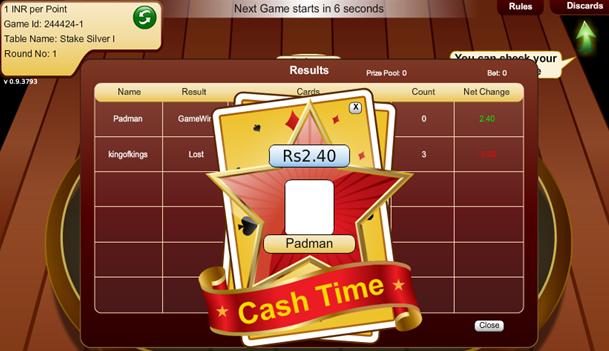 1 INR per Point
Game Id: 244424-1
Table Name: Stake Silver I
Round No: 1
v 0.9.3793
Next Game starts in 6 seconds
Rules
Discards
You can check your
Results
Prize Pool: 0
Bet: 0
Name Result Cards Count Net Change
Padman GameWin 0 2.40
kingofkings Lost 3
X
Rs2.40
Padman
Cash Time
Close